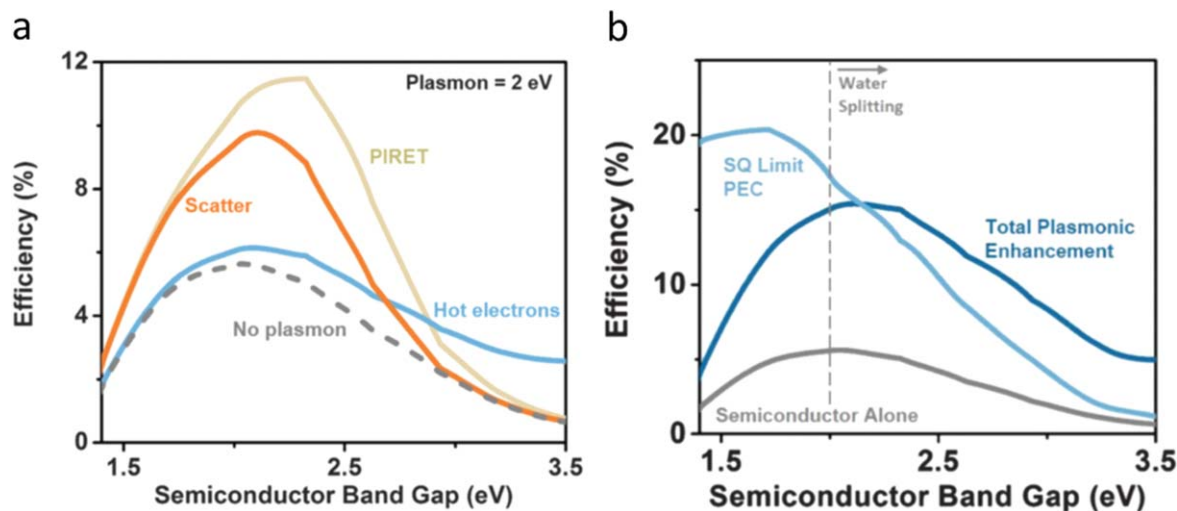 a
12
8
4
0
Efficiency (%)
Plasmon = 2 eV
PIRET
Scatter
Hot electrons
No plasmon
1.5
2.5
3.5
Semiconductor Band Gap (eV)
b
20
10
0
Efficiency (%)
Water
Splitting
SQ Limit
PEC
Total Plasmonic
Enhancement
Semiconductor Alone
1.5
2.5
3.5
Semiconductor Band Gap (eV)